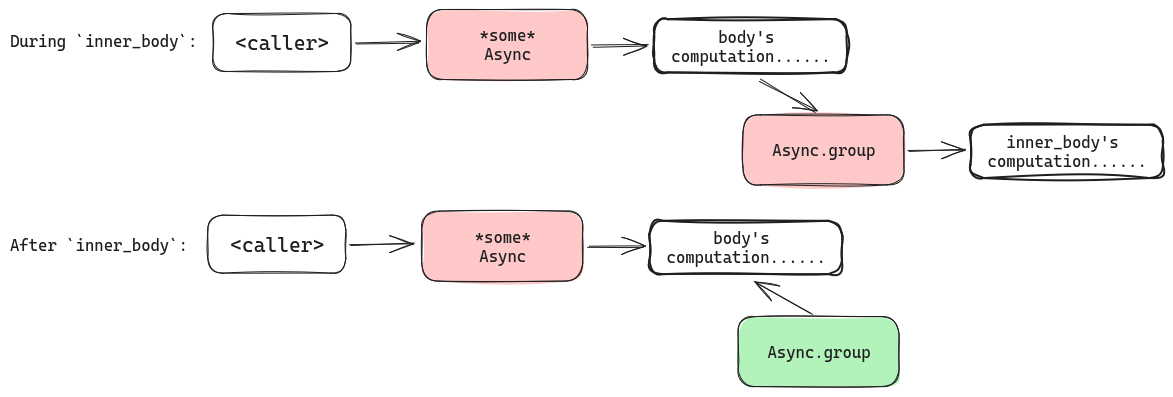 During `inner_body`:
<caller>
*some*
Async
body's
computation......
Async.group
inner_body's
computation......
After `inner_body`:
<caller>
*some*
Async
body's
computation......
Async.group